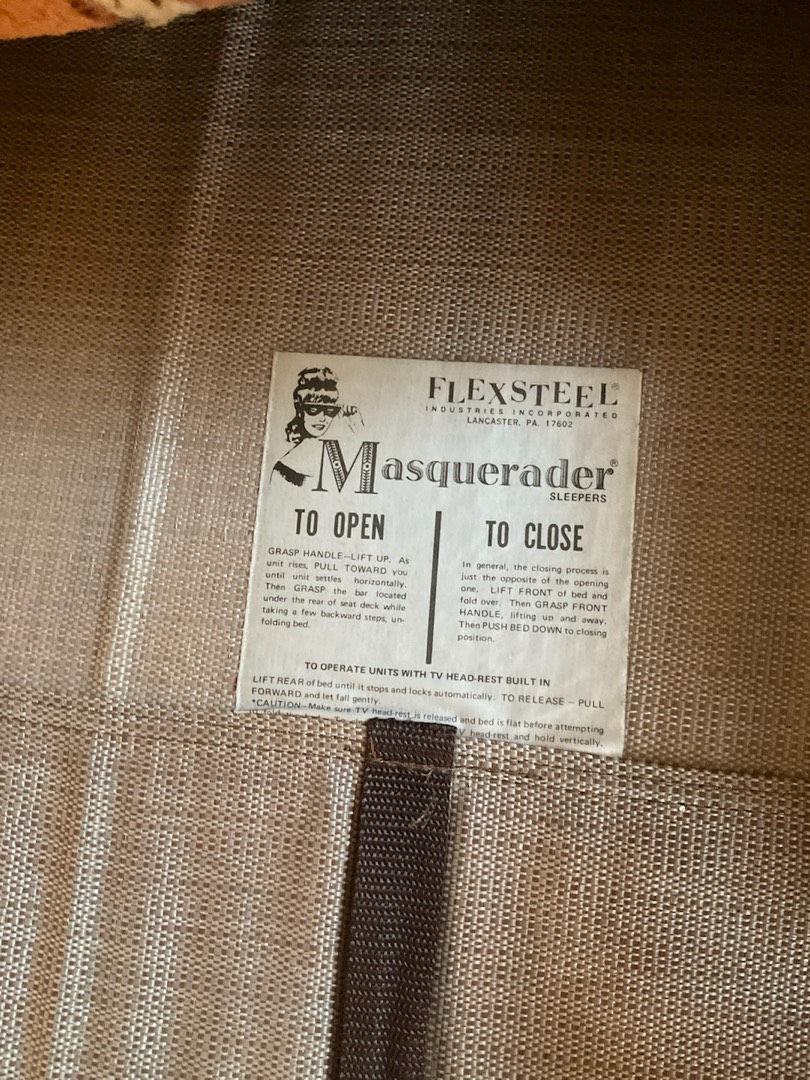 FLEXSTEEL®
INDUSTRIES INCORPORATED
LANCASTER, PA. 17602
Masquerader®
SLEEPERS
TO OPEN
GRASP HANDLE—LIFT UP. As
unit rises, PULL TOWARD you
until unit settles horizontally.
Then GRASP the bar located
under the rear of seat deck while
taking a few backward steps, un-
folding bed.
TO CLOSE
In general, the closing process is
just the opposite of the opening
one. LIFT FRONT of bed and
fold over. Then GRASP FRONT
HANDLE, lifting up and away.
Then PUSH BED DOWN to closing
position.
TO OPERATE UNITS WITH TV HEAD-REST BUILT IN
LIFT REAR of bed until it stops and locks automatically. TO RELEASE — PULL
FORWARD and let fall gently.
*CAUTION—Make sure TV head-rest is released and bed is flat before attempting
head-rest and hold vertically.